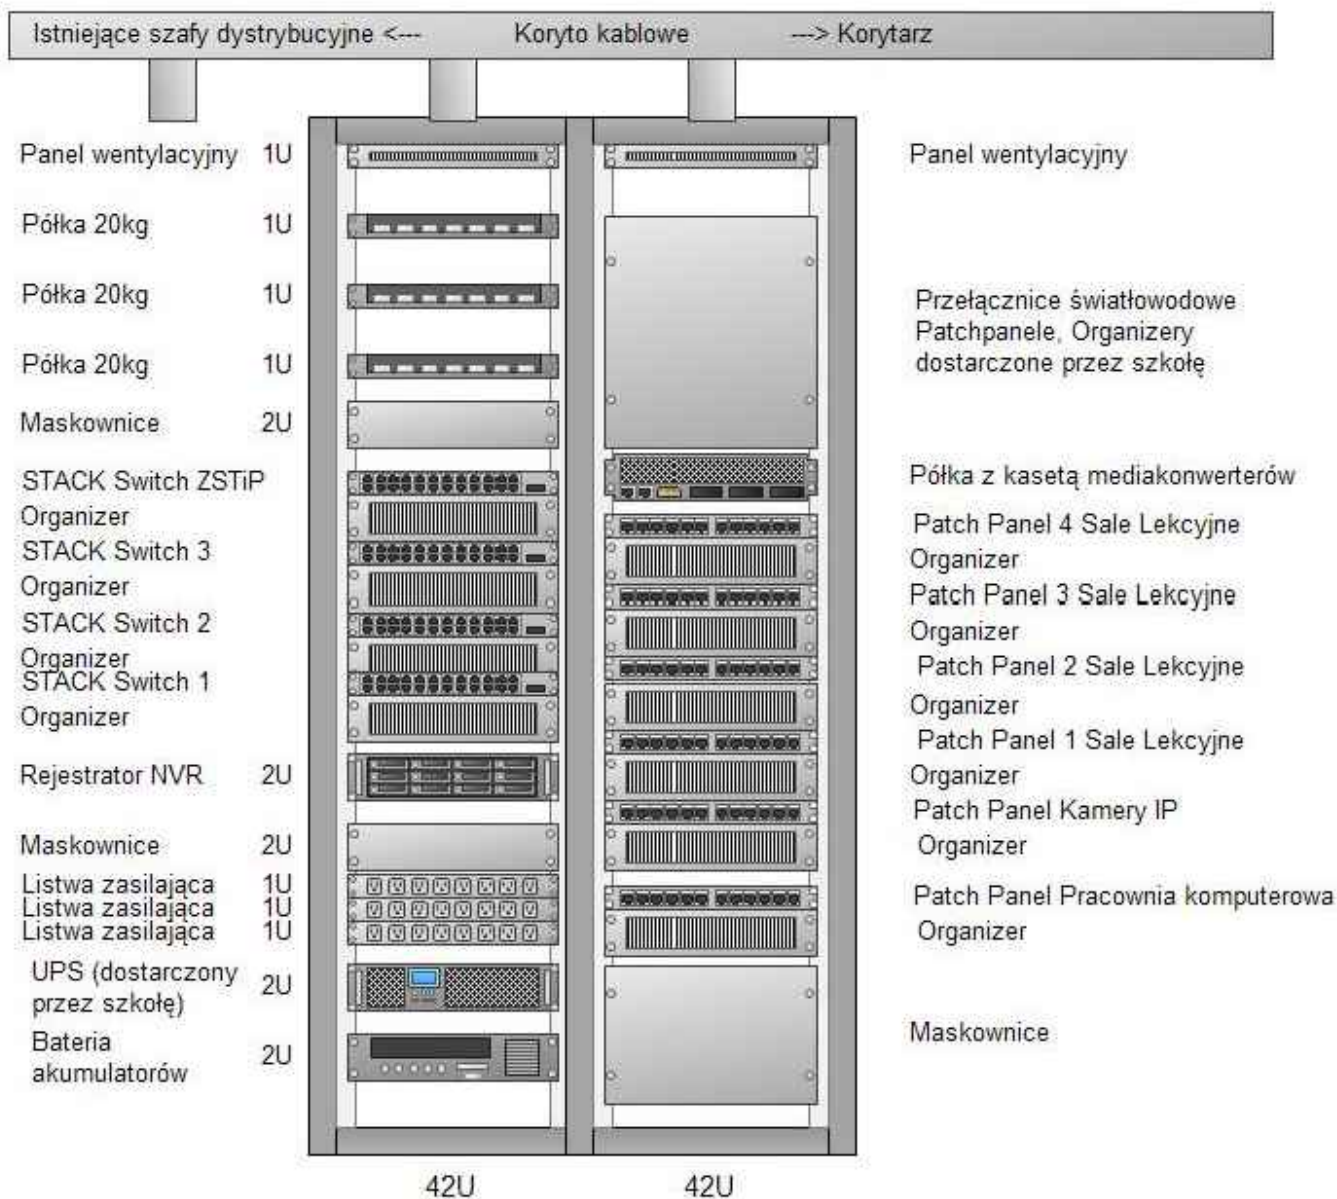 Istniejące szafy dystrybucyjne <--- Koryto kablowe ---> Korytarz
Panel wentylacyjny 1U
Półka 20kg 1U
Półka 20kg 1U
Półka 20kg 1U
Maskownice 2U
STACK Switch ZSTiP
Organizer
STACK Switch 3
Organizer
STACK Switch 2
Organizer
STACK Switch 1
Organizer
Rejestrator NVR 2U
Maskownice 2U
Listwa zasilająca 1U
Listwa zasilająca 1U
Listwa zasilająca 1U
UPS (dostarczony
przez szkołę) 2U
Bateria
akumulatorów 2U
Panel wentylacyjny
Przełącznice światłowodowe
Patchpanele, Organizery
dostarczone przez szkołę
Półka z kasetą mediakonwerterów
Patch Panel 4 Sale Lekcyjne
Organizer
Patch Panel 3 Sale Lekcyjne
Organizer
Patch Panel 2 Sale Lekcyjne
Organizer
Patch Panel 1 Sale Lekcyjne
Organizer
Patch Panel Kamery IP
Organizer
Patch Panel Pracownia komputerowa
Organizer
Maskownice
42U 42U